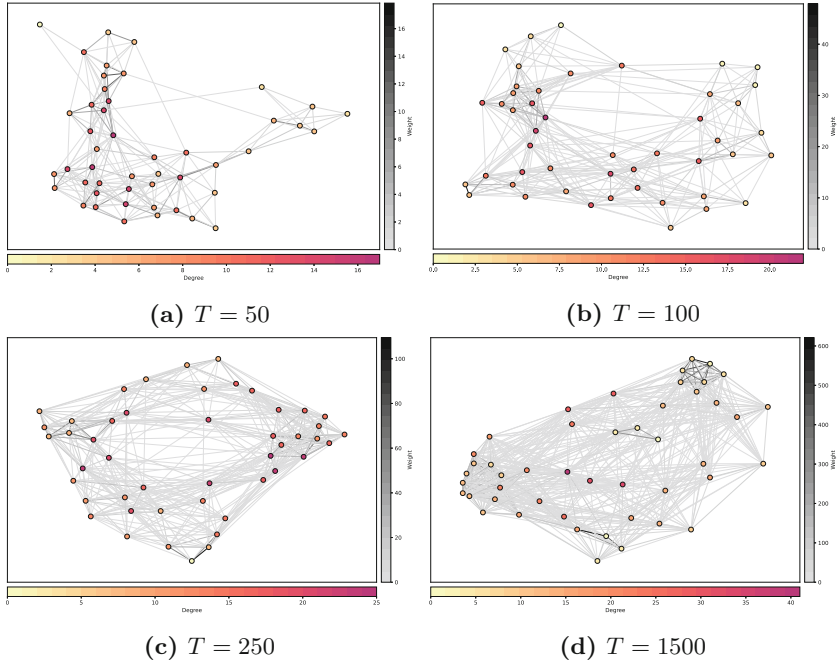 16
14
12
10
8
6
4
2
0
Weight
0 2 4 6 8 10 12 14 16
Degree
(a) T = 50
40
30
20
10
0
Weight
0.0 2.5 5.0 7.5 10.0 12.5 15.0 17.5 20.0
Degree
(b) T = 100
100
80
60
40
20
0
Weight
0 5 10 15 20 25
Degree
(c) T = 250
600
500
400
300
200
100
0
Weight
0 5 10 15 20 25 30 35 40
Degree
(d) T = 1500